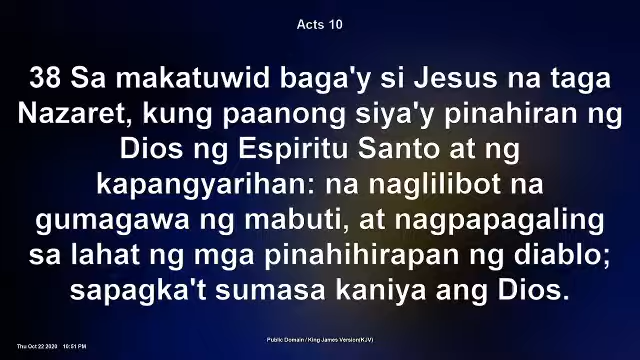 Acts 10
38 Sa makatuwid baga'y si Jesus na taga
Nazaret, kung paanong siya'y pinahiran ng
Dios ng Espiritu Santo at ng
kapangyarihan: na naglilibot na
gumagawa ng mabuti, at nagpapagaling
sa lahat ng mga pinahihirapan ng diablo;
sapagka't sumasa kaniya ang Dios.
Public Domain / King James Version(KJV)
Thu Oct 22 2020 10:51 PM